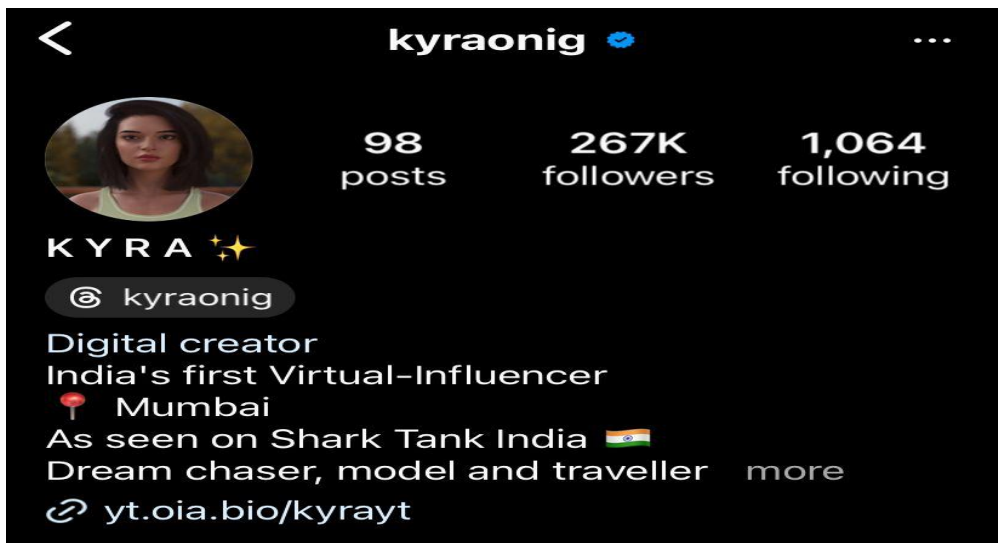 kyraonig
98 267K 1,064
posts followers following
K Y R A ✨
kyraonig
Digital creator
India's first Virtual-Influencer
📍 Mumbai
As seen on Shark Tank India 🇮🇳
Dream chaser, model and traveller more
yt.oia.bio/kyrayt